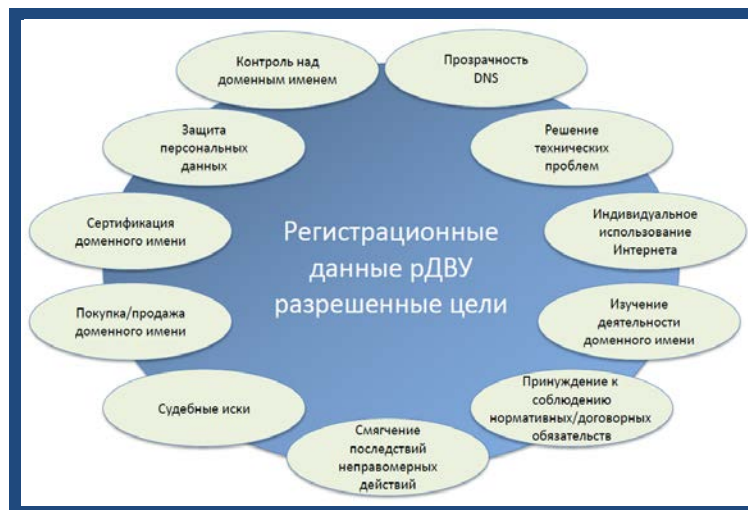 Контроль над
доменным именем
Прозрачность
DNS
Защита
персональных
данных
Решение
технических
проблем
Сертификация
доменного имени
Регистрационные
данные рДВУ
разрешенные цели
Индивидуальное
использование
Интернета
Покупка/продажа
доменного имени
Изучение
деятельности
доменного имени
Судебные иски
Принуждение к
соблюдению
нормативных/договорных
обязательств
Смягчение
последствий
неправомерных
действий